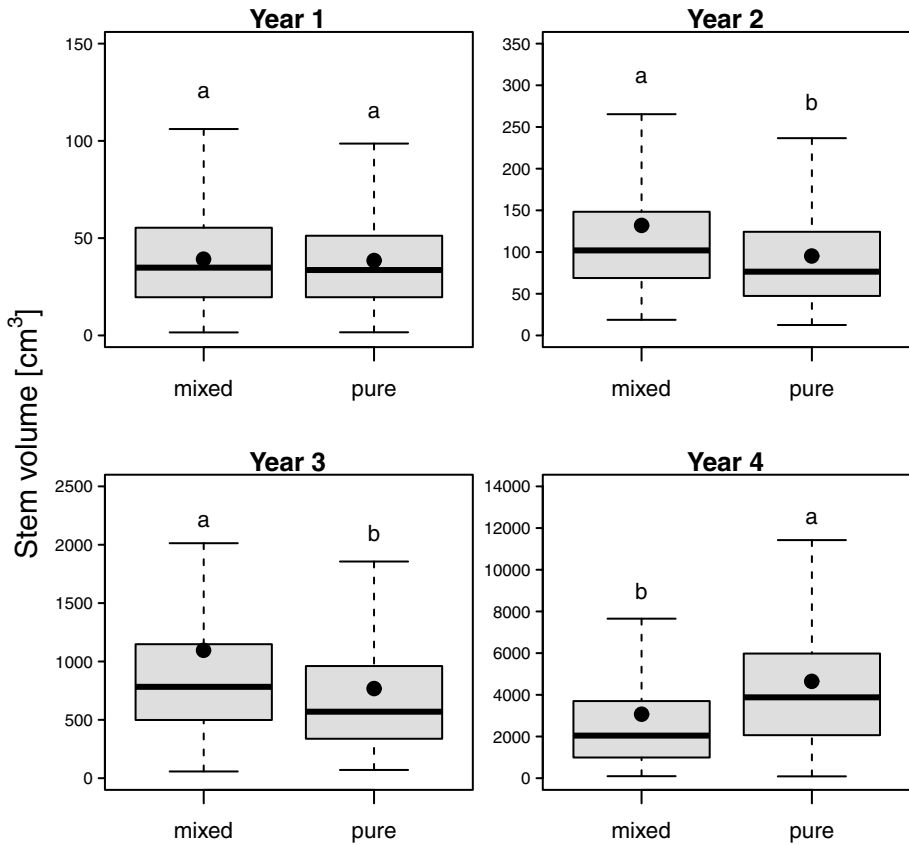 Stem volume [cm³]
Year 1
150
100
50
0
a
a
mixed
pure
Year 2
350
300
250
200
150
100
50
0
a
b
mixed
pure
Year 3
2500
2000
1500
1000
500
0
a
b
mixed
pure
Year 4
14000
12000
10000
8000
6000
4000
2000
0
b
a
mixed
pure